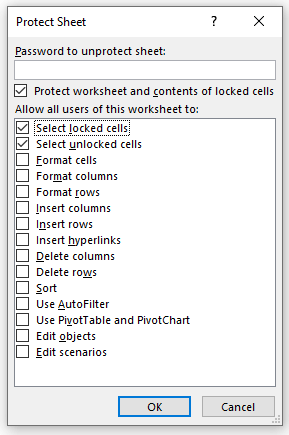 Protect Sheet
?
Password to unprotect sheet:
Protect worksheet and contents of locked cells
Allow all users of this worksheet to:
Select locked cells
Select unlocked cells
Format cells
Format columns
Format rows
Insert columns
Insert rows
Insert hyperlinks
Delete columns
Delete rows
Sort
Use AutoFilter
Use PivotTable and PivotChart
Edit objects
Edit scenarios
OK Cancel